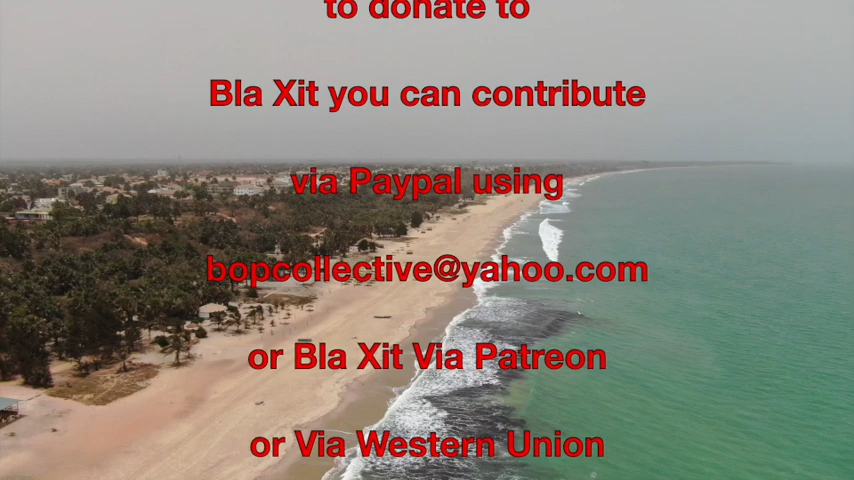 to donate to
Bla Xit you can contribute
via Paypal using
bopcollective@yahoo.com
or Bla Xit Via Patreon
or Via Western Union